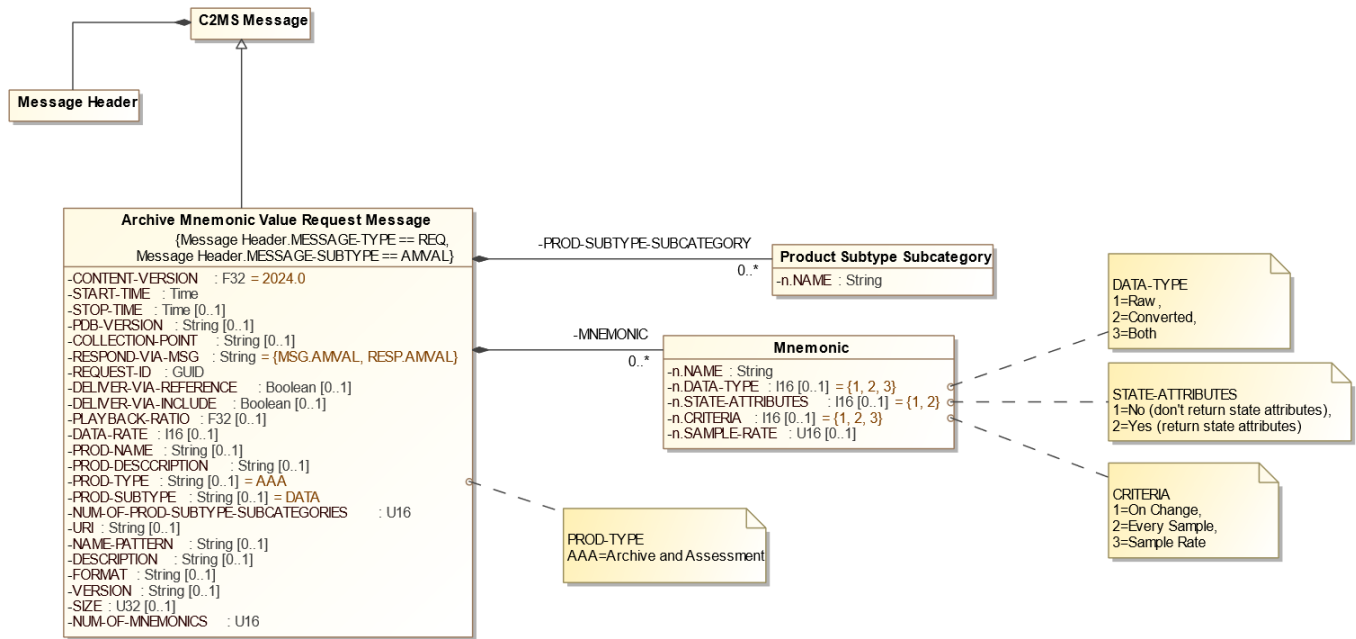 C2MS Message
Message Header
Archive Mnemonic Value Request Message
{Message Header.MESSAGE-TYPE == REQ,
Message Header.MESSAGE-SUBTYPE == AMVAL}
-CONTENT-VERSION : F32 = 2024.0
-START-TIME : Time
-STOP-TIME : Time [0..1]
-PDB-VERSION : String [0..1]
-COLLECTION-POINT : String [0..1]
-RESPOND-VIA-MSG : String = {MSG.AMVAL, RESP.AMVAL}
-REQUEST-ID : GUID
-DELIVER-VIA-REFERENCE : Boolean [0..1]
-DELIVER-VIA-INCLUDE : Boolean [0..1]
-PLAYBACK-RATIO : F32 [0..1]
-DATA-RATE : I16 [0..1]
-PROD-NAME : String [0..1]
-PROD-DESCCRIPTION : String [0..1]
-PROD-TYPE : String [0..1] = AAA
-PROD-SUBTYPE : String [0..1] = DATA
-NUM-OF-PROD-SUBTYPE-SUBCATEGORIES : U16
-URI : String [0..1]
-NAME-PATTERN : String [0..1]
-DESCRIPTION : String [0..1]
-FORMAT : String [0..1]
-VERSION : String [0..1]
-SIZE : U32 [0..1]
-NUM-OF-MNEMONICS : U16
-PROD-SUBTYPE-SUBCATEGORY
0..*
Product Subtype Subcategory
-n.NAME : String
-MNEMONIC
0..*
Mnemonic
-n.NAME : String
-n.DATA-TYPE : I16 [0..1] = {1, 2, 3}
-n.STATE-ATTRIBUTES : I16 [0..1] = {1, 2}
-n.CRITERIA : I16 [0..1] = {1, 2, 3}
-n.SAMPLE-RATE : U16 [0..1]
DATA-TYPE
1=Raw ,
2=Converted,
3=Both
STATE-ATTRIBUTES
1=No (don't return state attributes),
2=Yes (return state attributes)
CRITERIA
1=On Change,
2=Every Sample,
3=Sample Rate
PROD-TYPE
AAA=Archive and Assessment